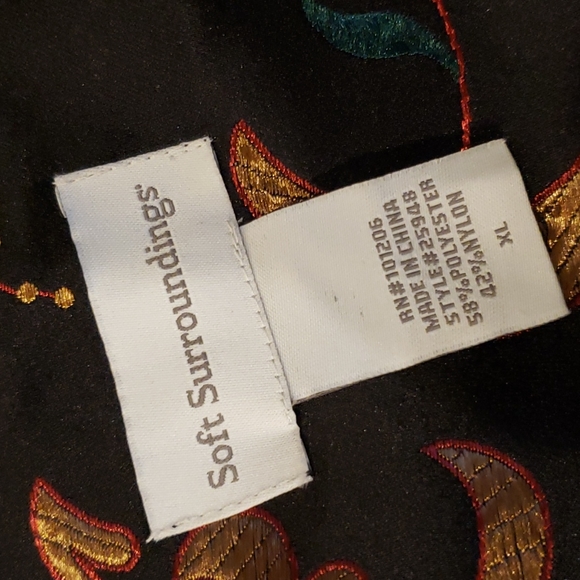 Soft Surroundings
RN#101206
MADE IN CHINA
STYLE#25948
58%POLYESTER
42%NYLON
XL